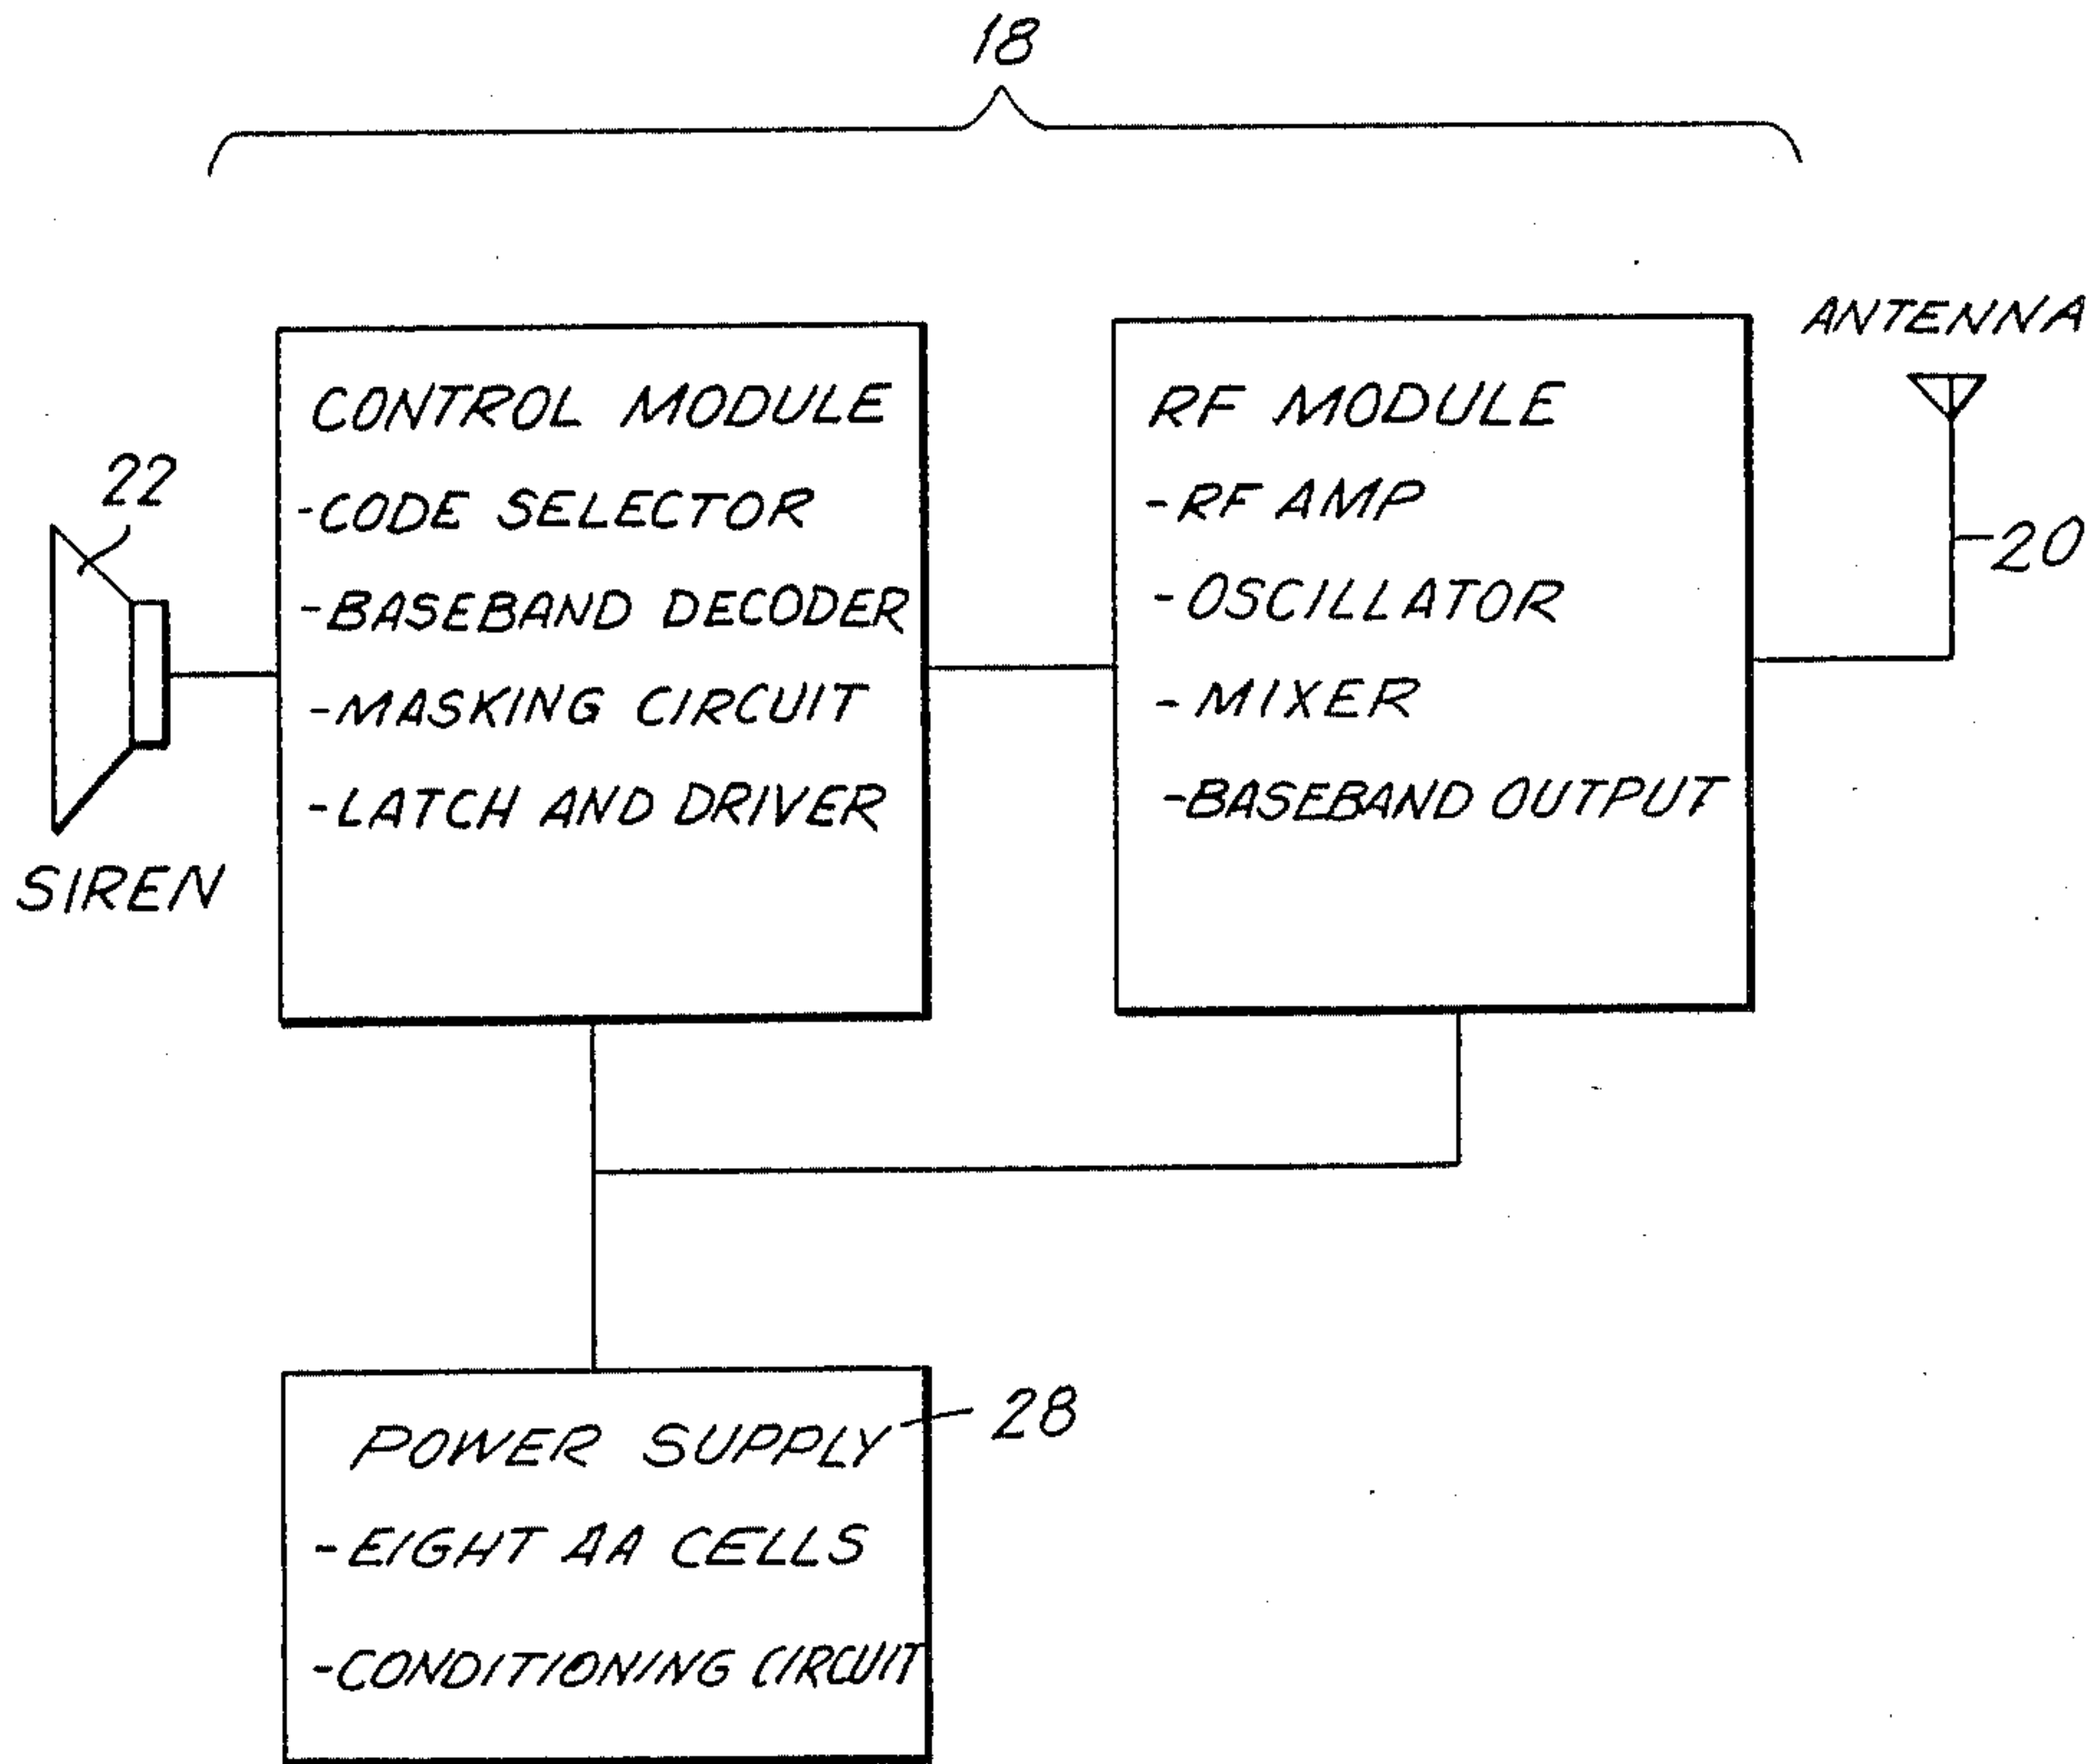 18
CONTROL MODULE
-CODE SELECTOR
-BASEBAND DECODER
-MASKING CIRCUIT
-LATCH AND DRIVER
RF MODULE
-RF AMP
-OSCILLATOR
-MIXER
-BASEBAND OUTPUT
ANTENNA
20
22
SIREN
POWER SUPPLY
28
-EIGHT AA CELLS
-CONDITIONING CIRCUIT